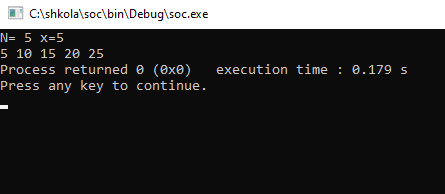 C:\shkola\soc\bin\Debug\soc.exe
N= 5 x=5
5 10 15 20 25
Process returned 0 (0x0)   execution time : 0.179 s
Press any key to continue.